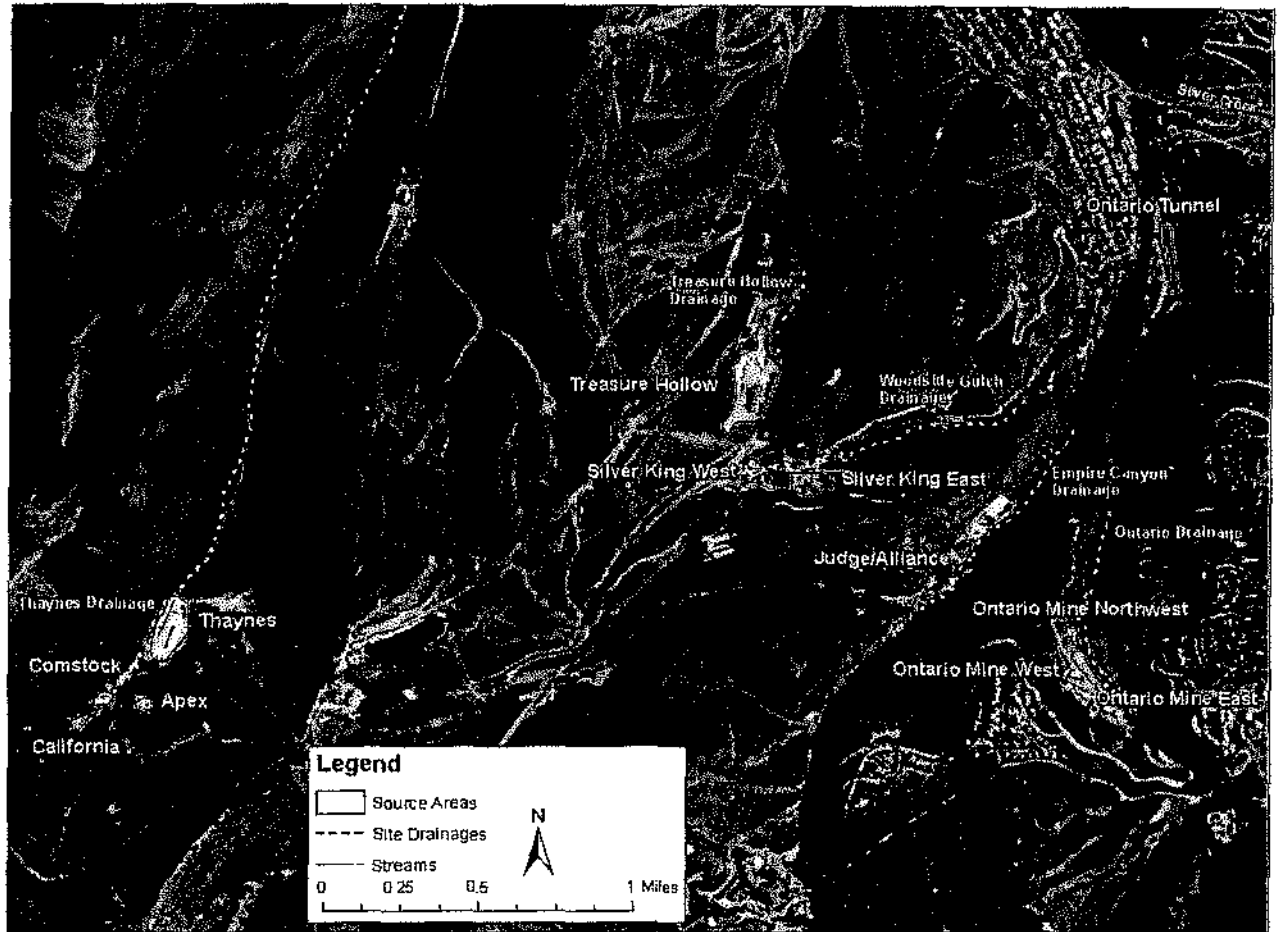 Silver Creek
Ontario Tunnel
Treasure Hollow
Drainage
Treasure Hollow
Woodside Gulch
Drainage
Silver King West
Silver King East
Empire Canyon
Drainage
Ontario Drainage
Judge/Alliance
Thaynes Drainage
Thaynes
Ontario Mine Northwest
Comstock
Ontario Mine West
Apex
Ontario Mine East
California
Legend
Source Areas
Site Drainages
Streams
N
0 0.25 0.5 1 Miles